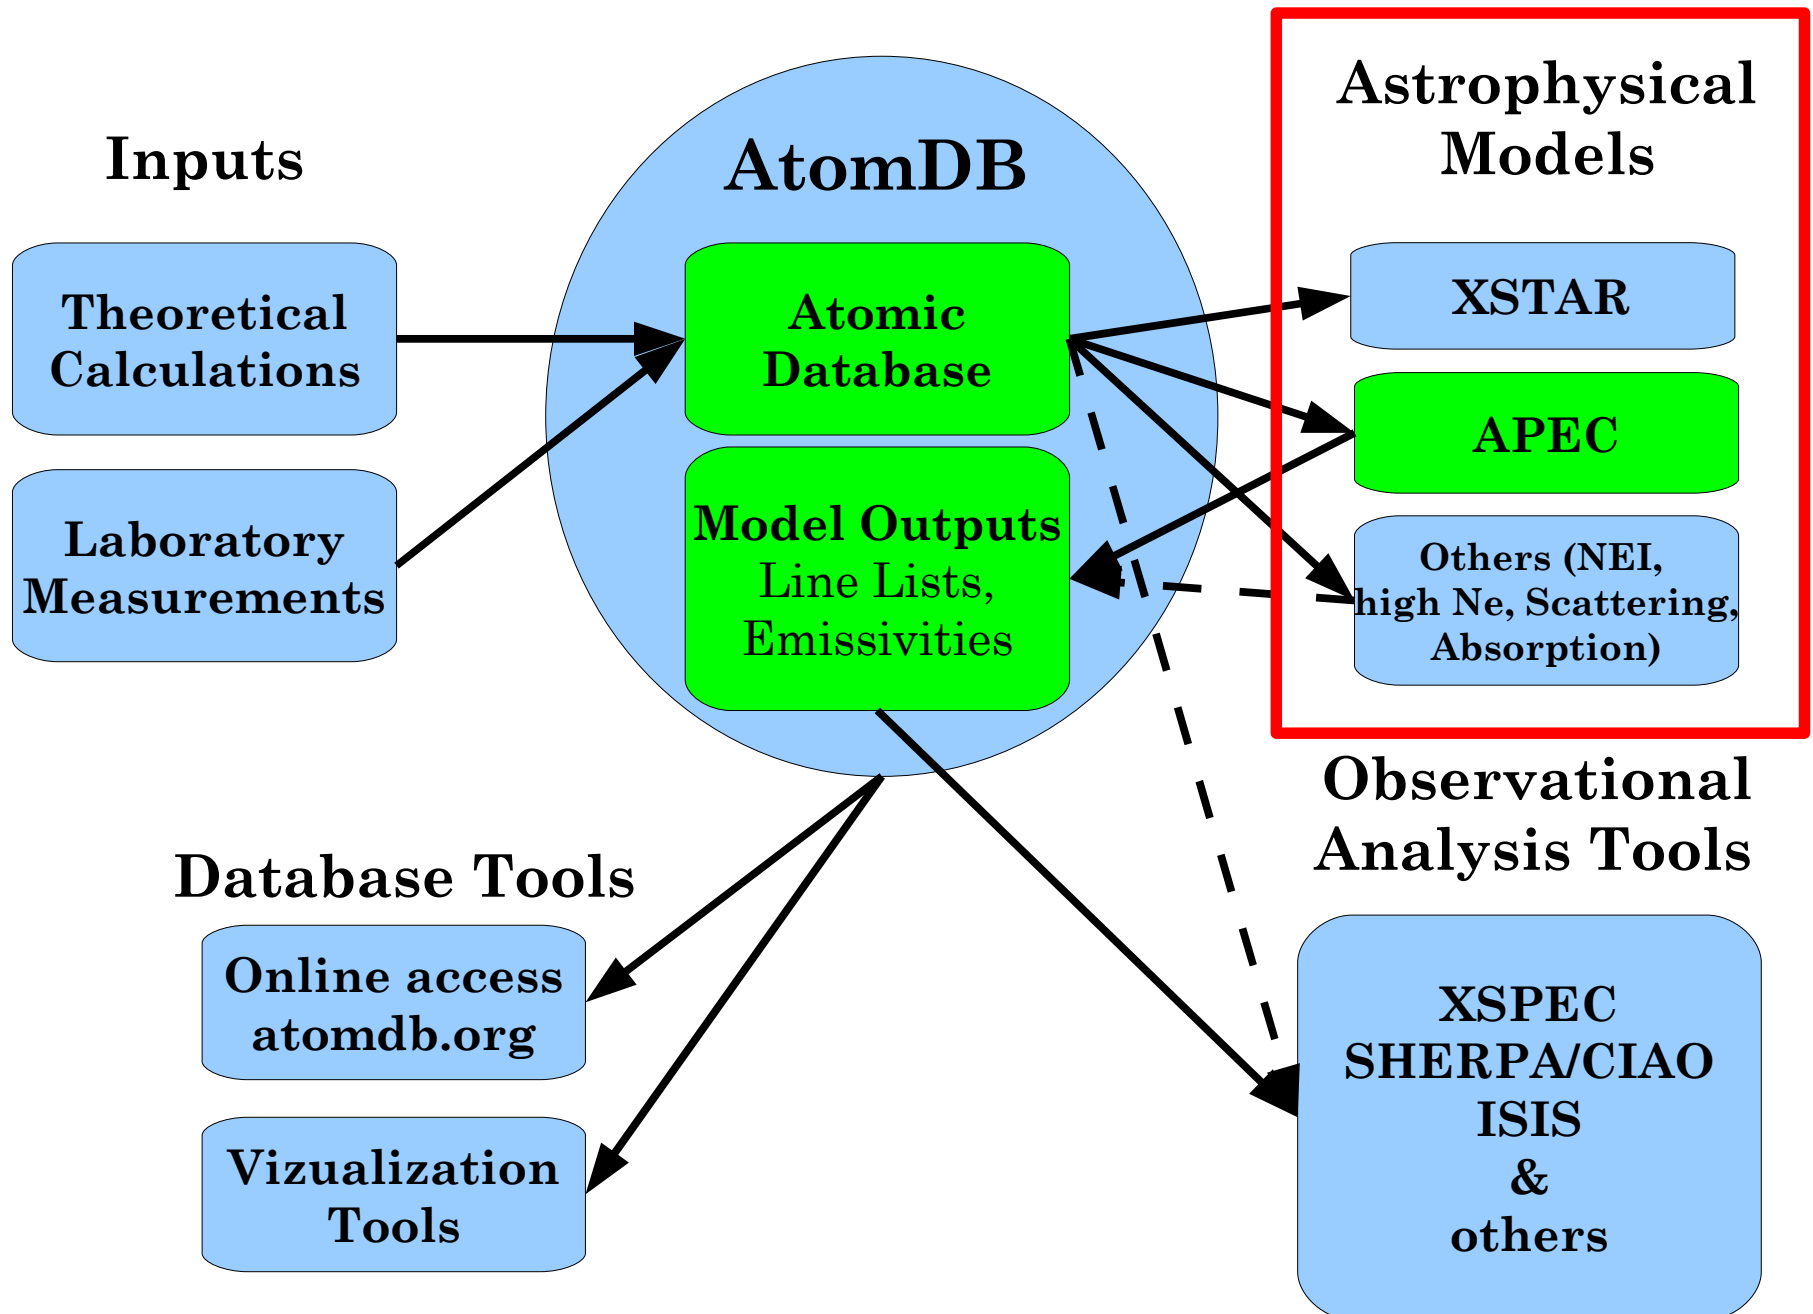 Inputs
Theoretical
Calculations
Laboratory
Measurements
AtomDB
Atomic
Database
Model Outputs
Line Lists,
Emissivities
Astrophysical
Models
XSTAR
APEC
Others (NEI,
high Ne, Scattering,
Absorption)
Database Tools
Online access
atomdb.org
Vizualization
Tools
Observational
Analysis Tools
XSPEC
SHERPA/CIAO
ISIS
&
others